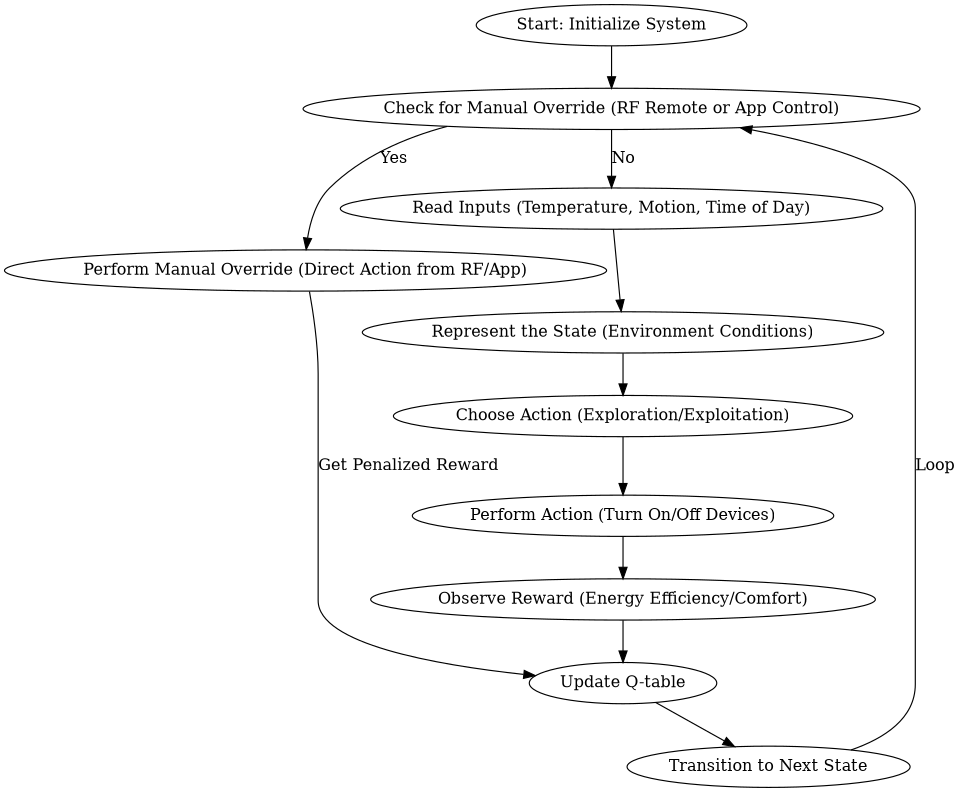 Start: Initialize System
Check for Manual Override (RF Remote or App Control)
Yes
No
Read Inputs (Temperature, Motion, Time of Day)
Perform Manual Override (Direct Action from RF/App)
Represent the State (Environment Conditions)
Choose Action (Exploration/Exploitation)
Get Penalized Reward
Loop
Perform Action (Turn On/Off Devices)
Observe Reward (Energy Efficiency/Comfort)
Update Q-table
Transition to Next State